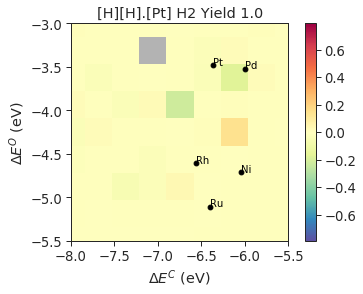 [H][H].[Pt] H2 Yield 1.0
ΔE^O (eV)
−3.0
−3.5
−4.0
−4.5
−5.0
−5.5
Pt
Pd
Rh
Ni
Ru
−8.0 −7.5 −7.0 −6.5 −6.0 −5.5
ΔE^C (eV)
0.6
0.4
0.2
0.0
−0.2
−0.4
−0.6